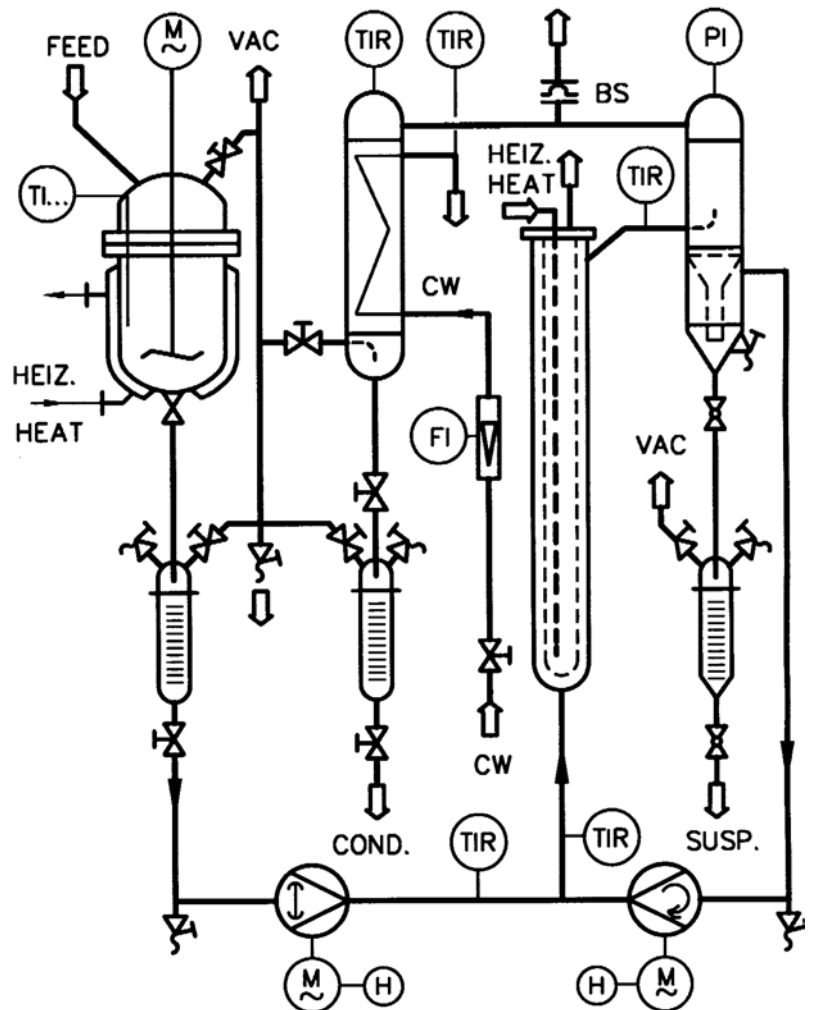 FEED
M
~
VAC
TIR
TIR
PI
BS
TI...
HEIZ.
HEAT
TIR
CW
HEIZ.
HEAT
FI
VAC
CW
COND.
TIR
TIR
SUSP.
M
~
H
H
M
~